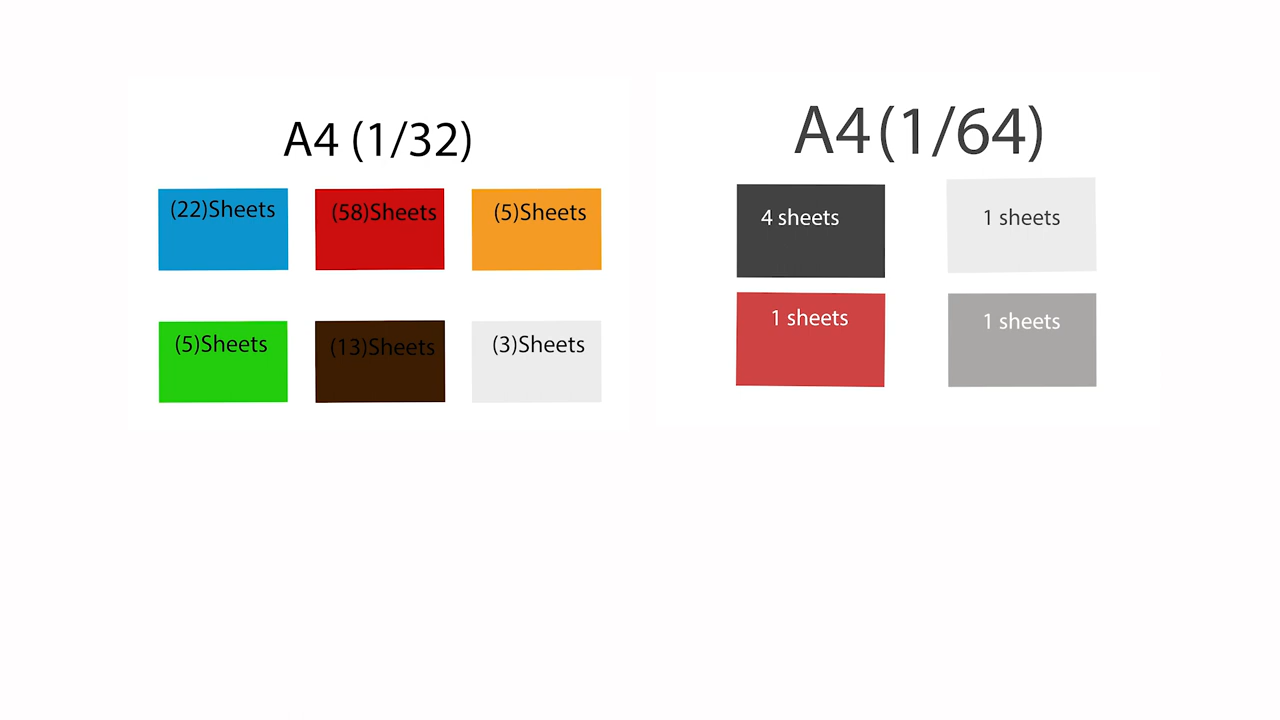 A4 (1/32)
(22)Sheets
(58)Sheets
(5)Sheets
(5)Sheets
(13)Sheets
(3)Sheets
A4(1/64)
4 sheets
1 sheets
1 sheets
1 sheets